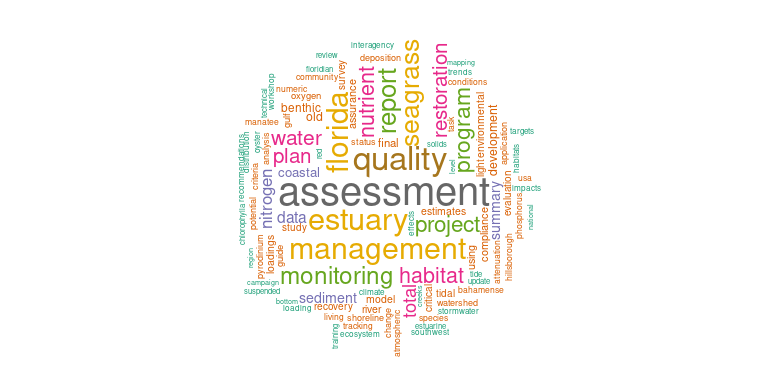 interagency
review
deposition
mapping
floridian
community
survey
trends
conditions
workshop
technical
numeric
oxygen
benthic
old
gulf
manatee
assurance
nutrient
report
seagrass
restoration
program
florida
task
environmental
light
development
application
targets
water
plan
status
final
solids
quality
level
oyster
analysis
red
distribution
recommendations
criteria
coastal
habitats
usa
impacts
evaluation
assessment
nitrogen
potential
chlorophylla
data
study
estuary
effects
estimates
project
summary
compliance
phosphorus
national
region
pyrodinium
loadings
guide
management
using
attenuation
hillsborough
campaign
suspended
monitoring
habitat
tide
update
bottom
loading
sediment
recovery
climate
model
river
total
creeks
critical
tidal
bahamense
watershed
stormwater
living
shoreline
tracking
ecosystem
training
change
atmospheric
species
estuarine
southwest